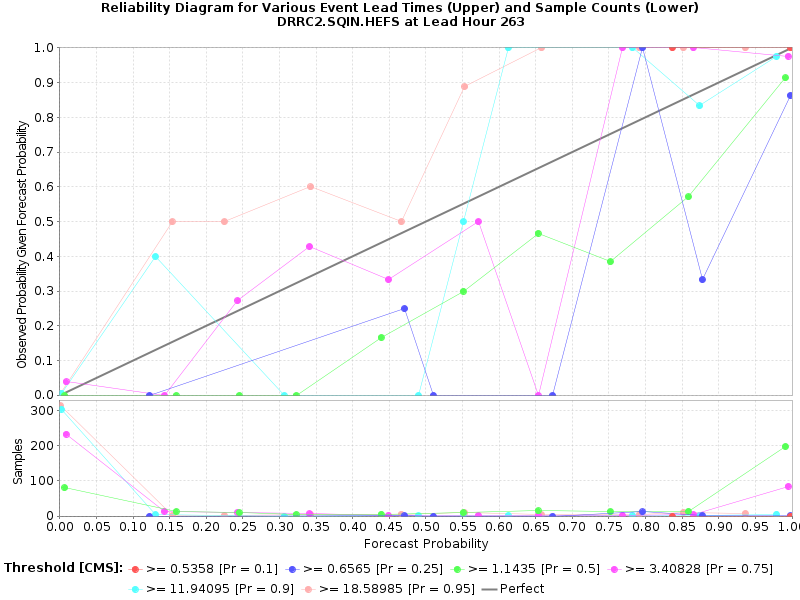 Reliability Diagram for Various Event Lead Times (Upper) and Sample Counts (Lower)
DRRC2.SQIN.HEFS at Lead Hour 263
Observed Probability Given Forecast Probability
1.0
0.9
0.8
0.7
0.6
0.5
0.4
0.3
0.2
0.1
0.0
Samples
300
200
100
0
0.00 0.05 0.10 0.15 0.20 0.25 0.30 0.35 0.40 0.45 0.50 0.55 0.60 0.65 0.70 0.75 0.80 0.85 0.90 0.95 1.0
Forecast Probability
Threshold [CMS]: >= 0.5358 [Pr = 0.1] >= 0.6565 [Pr = 0.25] >= 1.1435 [Pr = 0.5] >= 3.40828 [Pr = 0.75]
>= 11.94095 [Pr = 0.9] >= 18.58985 [Pr = 0.95] Perfect